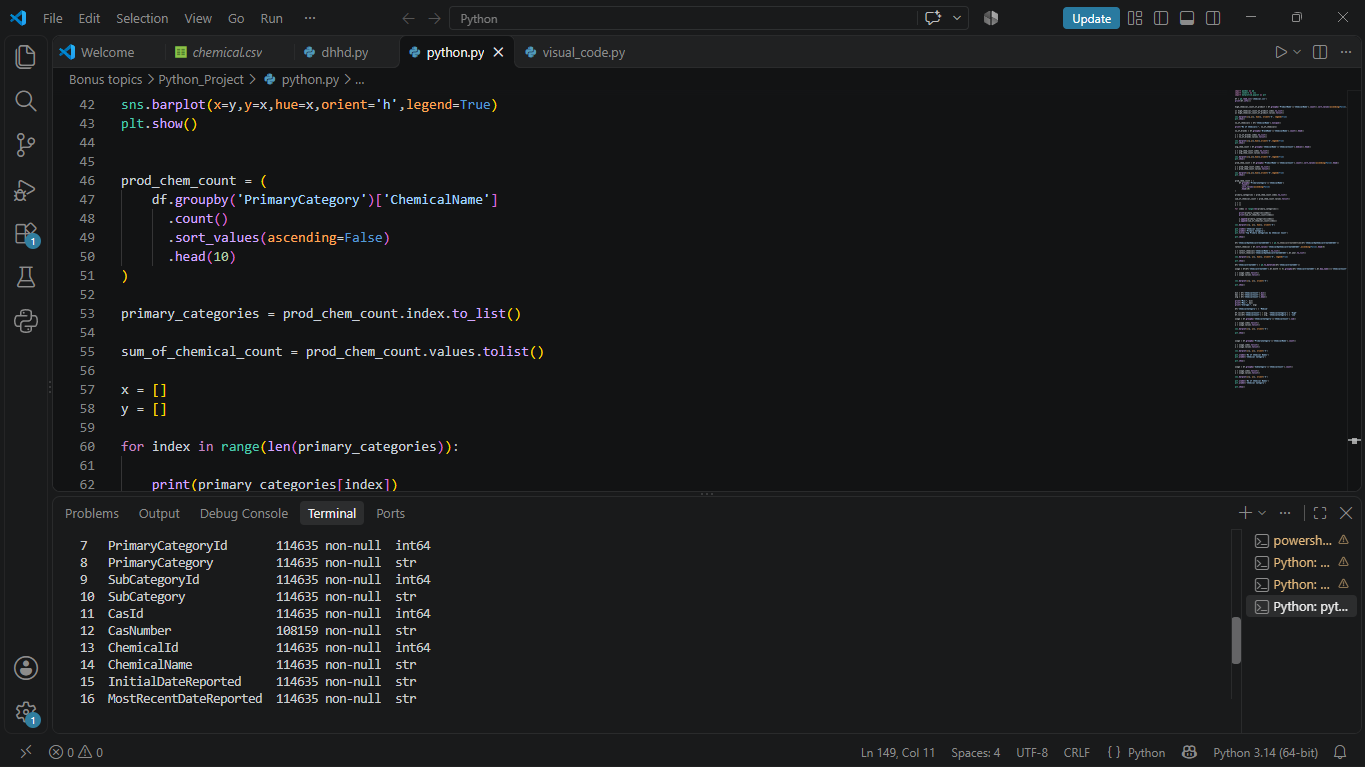 File Edit Selection View Go Run ··· Python Update
Welcome chemical.csv dhhd.py python.py visual_code.py
Bonus topics > Python_Project > python.py > ...
42 sns.barplot(x=y,y=x,hue=x,orient='h',legend=True)
43 plt.show()
44
45
46 prod_chem_count = (
47 df.groupby('PrimaryCategory')['ChemicalName']
48 .count()
49 .sort_values(ascending=False)
50 .head(10)
51 )
52
53 primary_categories = prod_chem_count.index.to_list()
54
55 sum_of_chemical_count = prod_chem_count.values.tolist()
56
57 x = []
58 y = []
59
60 for index in range(len(primary_categories)):
61
62 print(primary_categories[index])
Problems Output Debug Console Terminal Ports
7 PrimaryCategoryId 114635 non-null int64
8 PrimaryCategory 114635 non-null str
9 SubCategoryId 114635 non-null int64
10 SubCategory 114635 non-null str
11 CasId 114635 non-null int64
12 CasNumber 108159 non-null str
13 ChemicalId 114635 non-null int64
14 ChemicalName 114635 non-null str
15 InitialDateReported 114635 non-null str
16 MostRecentDateReported 114635 non-null str
powersh...
Python: ...
Python: ...
Python: pyt...
1
1
0 0 Ln 149, Col 11 Spaces: 4 UTF-8 CRLF {} Python Python 3.14 (64-bit)